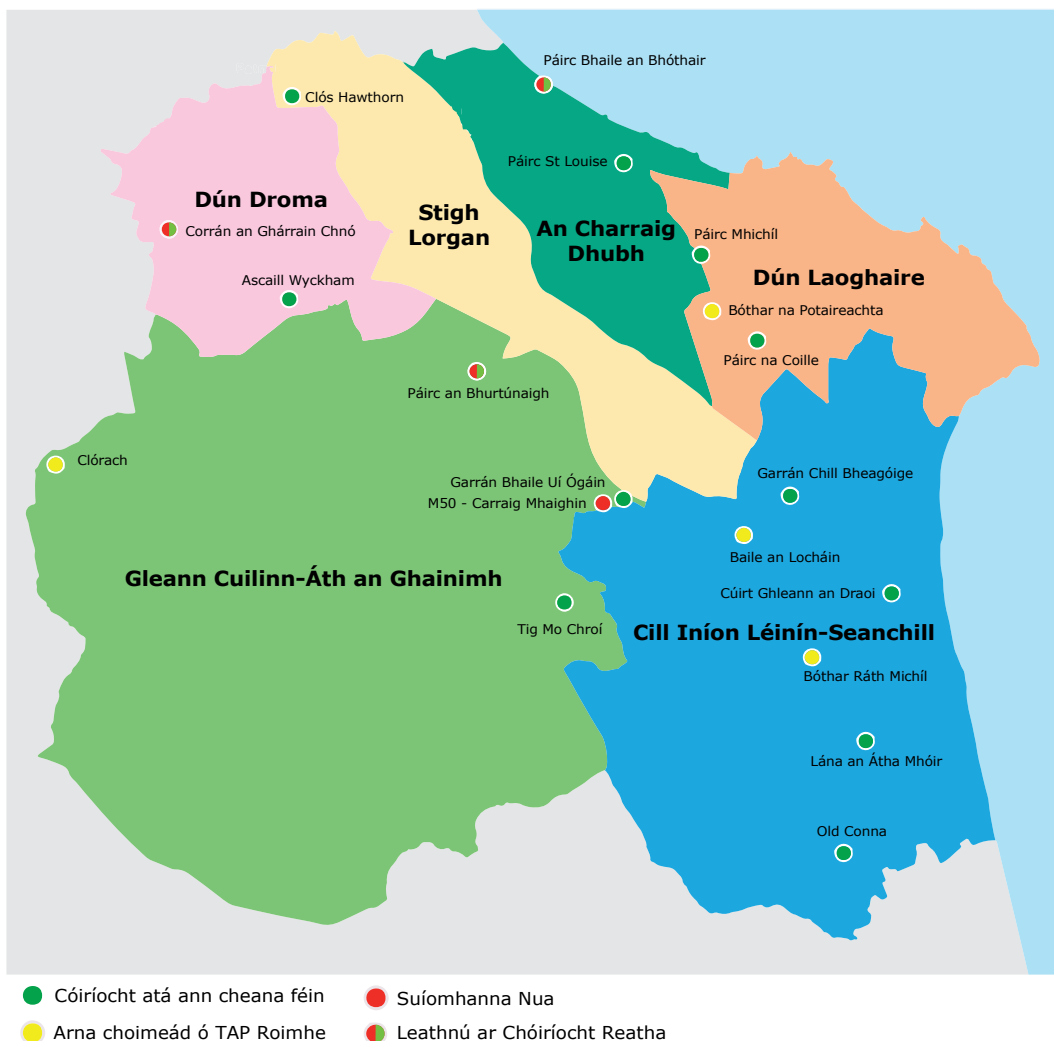 Páirc Bhaile an Bhóthair
Clós Hawthorn
Páirc St Louise
Dún Droma
Stigh
Lorgan
An Charraig
Dhubh
Corrán an Ghárrain Chnó
Páirc Mhichíl
Dún Laoghaire
Ascaill Wyckham
Bóthar na Potaireachta
Páirc na Coille
Páirc an Bhurtúnaigh
Clórach
Garrán Bhaile Uí Ógáin
M50 - Carraig Mhaighin
Garrán Chill Bheagóige
Baile an Locháin
Gleann Cuilinn-Áth an Ghainimh
Cúirt Ghleann an Draoi
Tig Mo Chroí
Cill Iníon Léinín-Seanchill
Bóthar Ráth Michíl
Lána an Átha Mhóir
Old Conna
Cóiríocht atá ann cheana féin
Suíomhanna Nua
Arna choimeád ó TAP Roimhe
Leathnú ar Chóiríocht Reatha